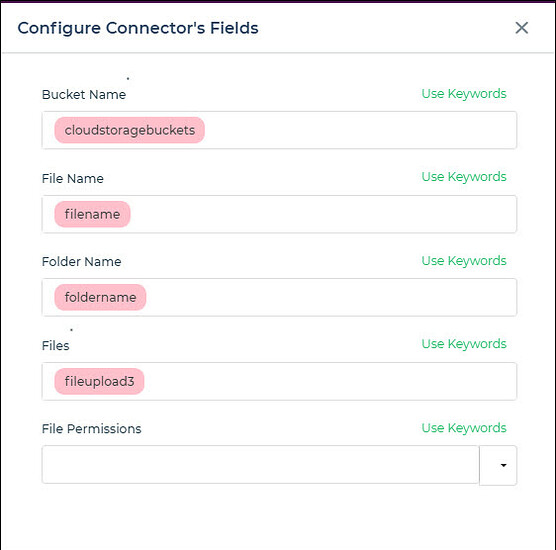 Configure Connector's Fields
Bucket Name Use Keywords
cloudstoragebuckets
File Name Use Keywords
filename
Folder Name Use Keywords
foldername
Files Use Keywords
fileupload3
File Permissions Use Keywords